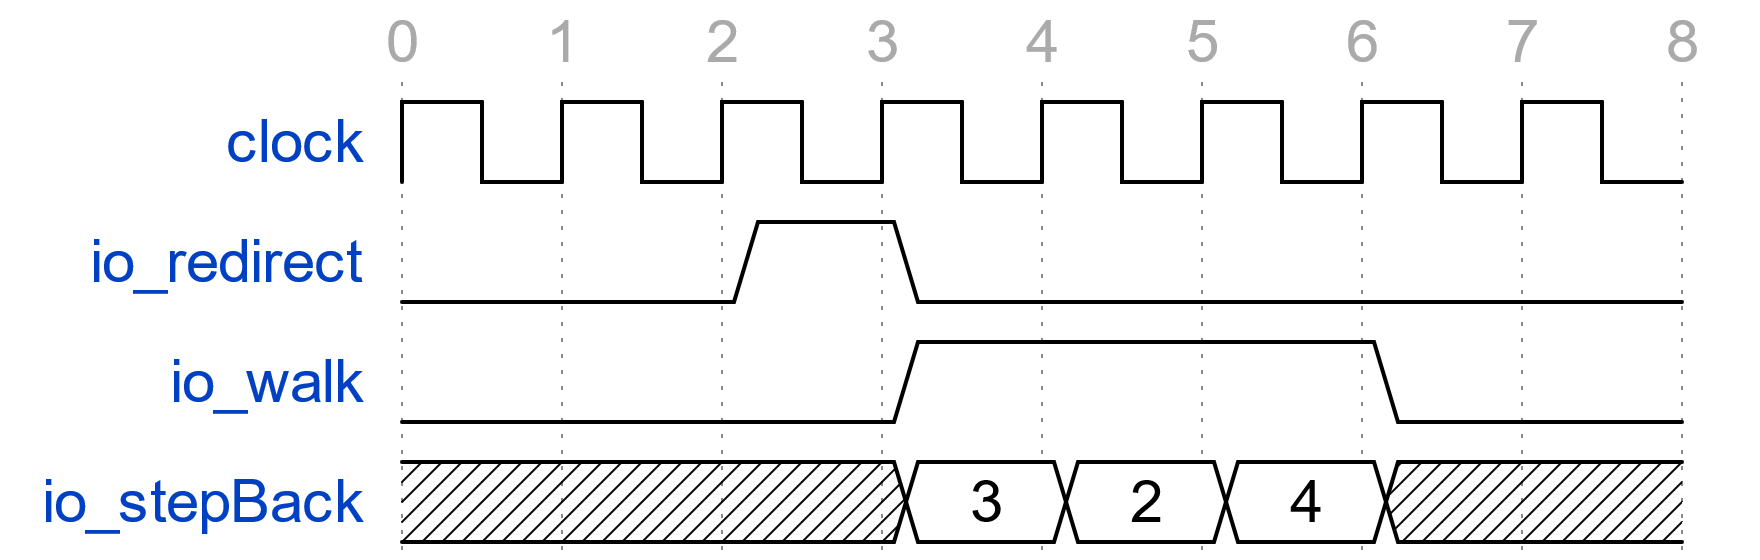 0 1 2 3 4 5 6 7 8
clock
io_redirect
io_walk
io_stepBack 3 2 4